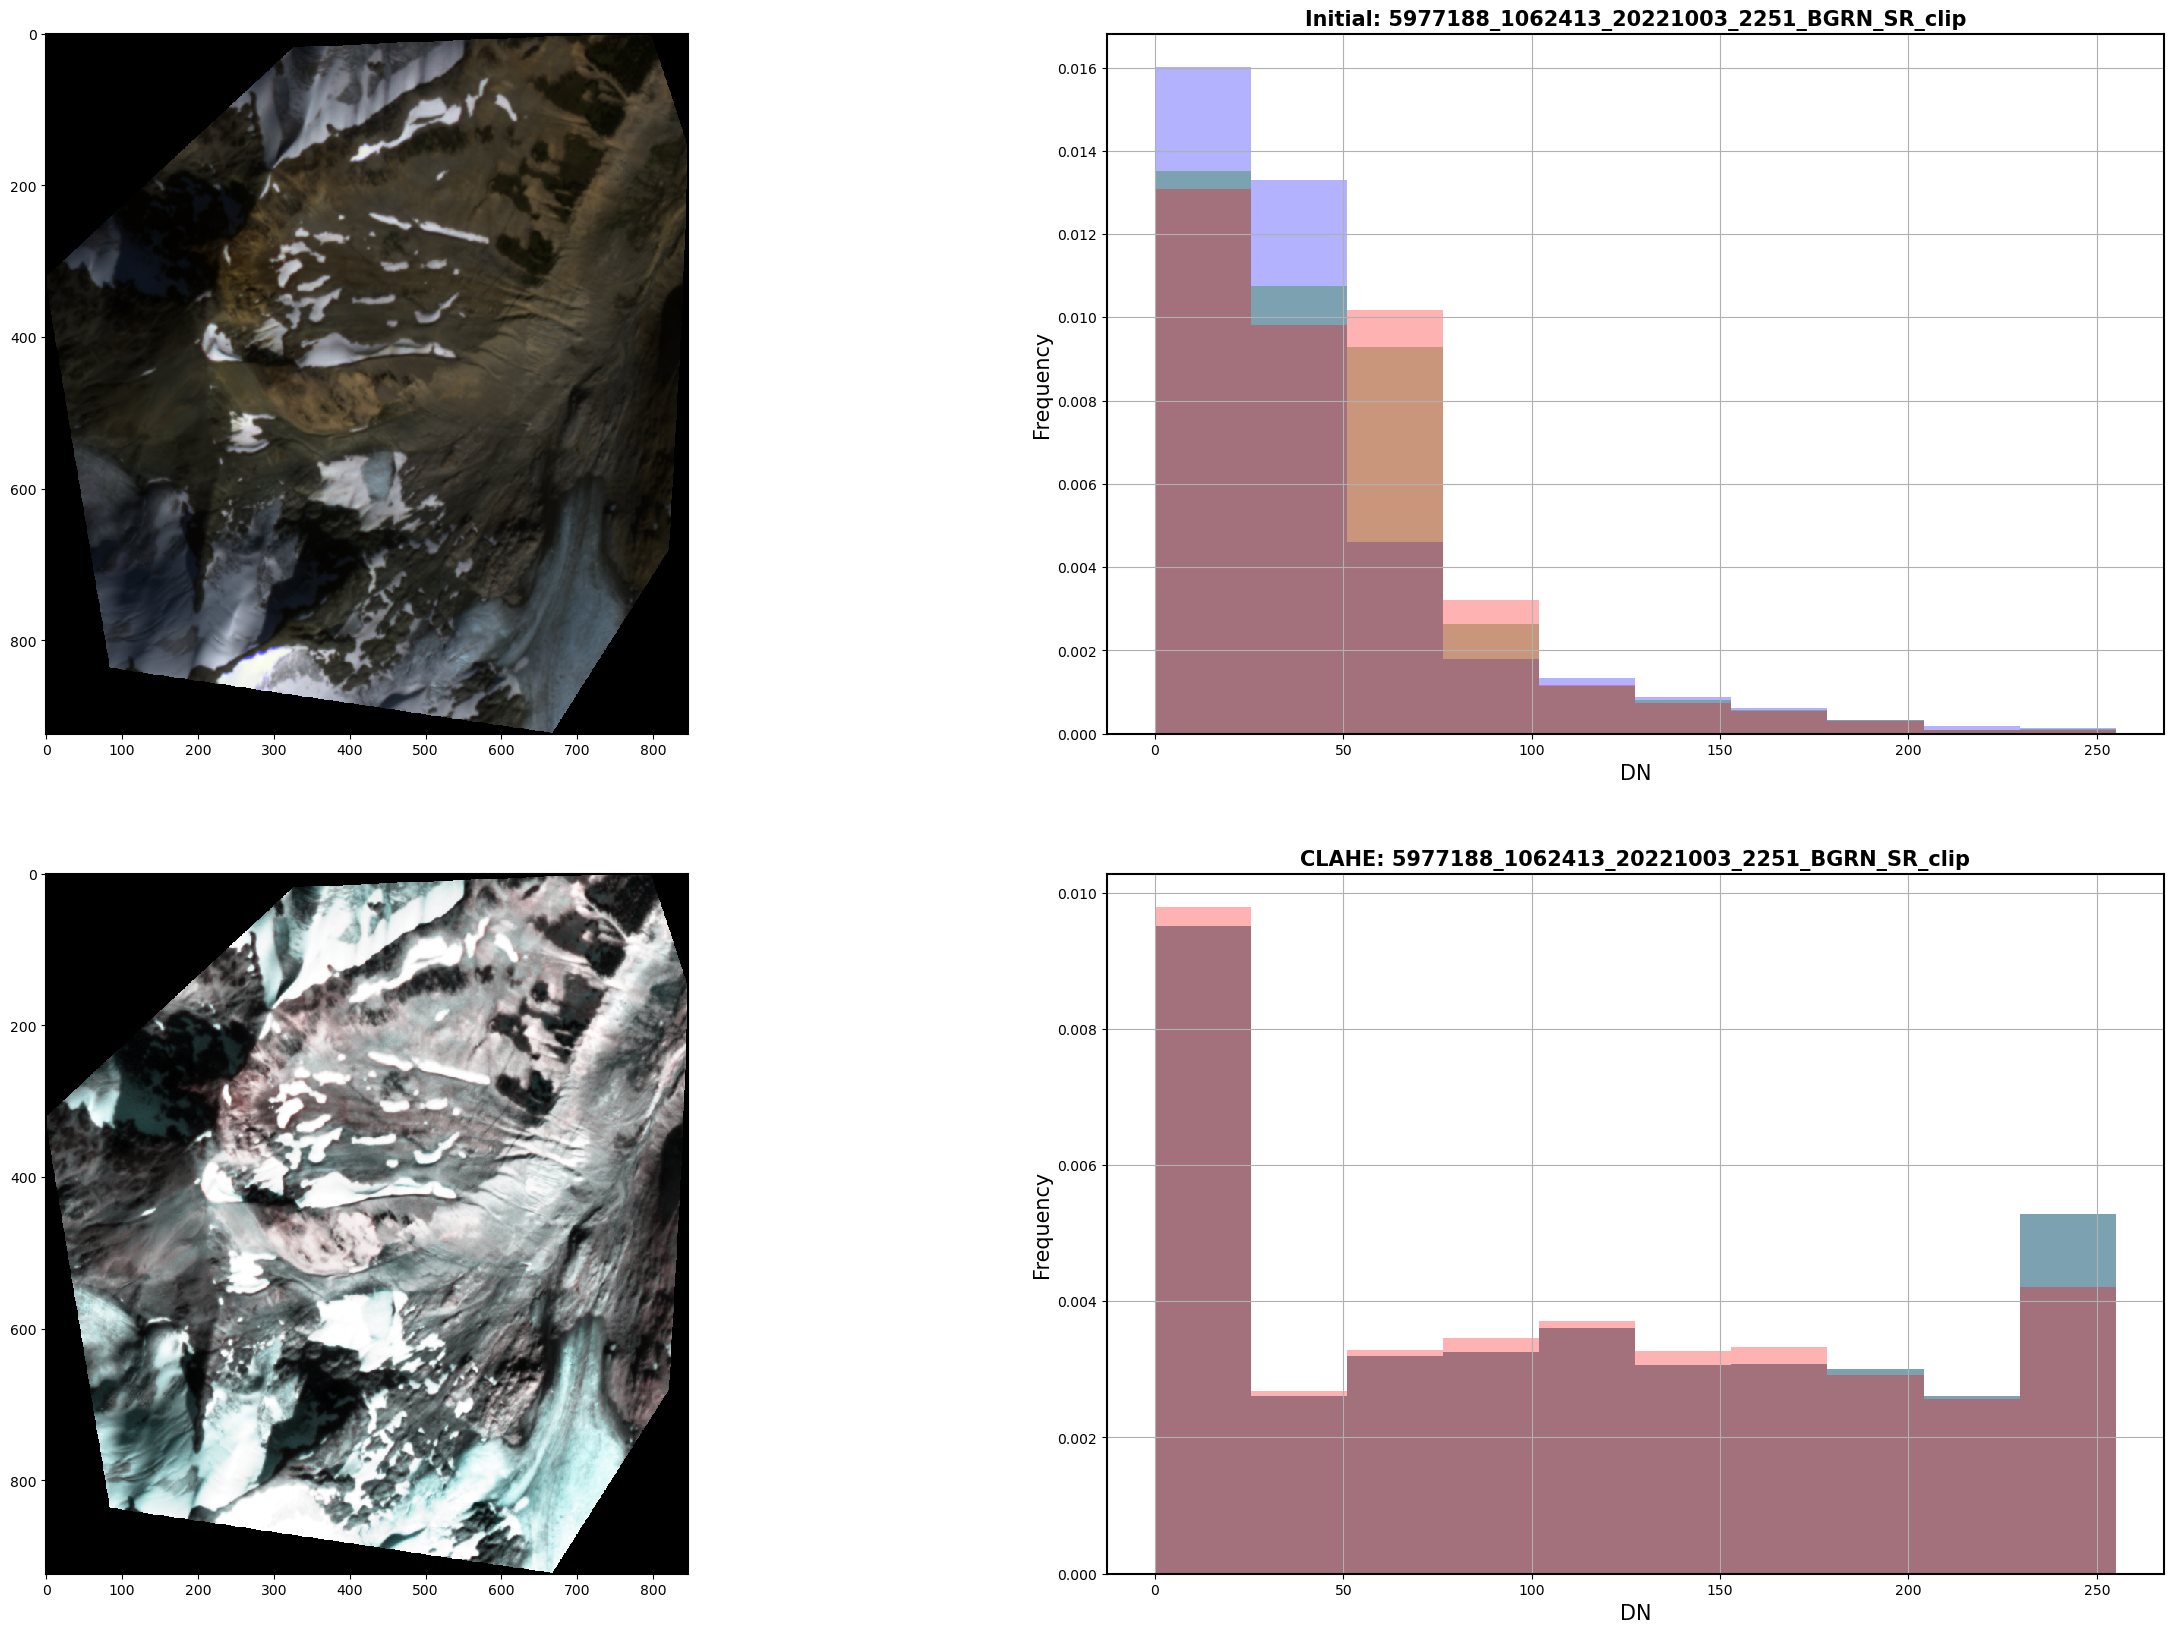 Initial: 5977188_1062413_20221003_2251_BGRN_SR_clip
0
200
400
600
800
0 100 200 300 400 500 600 700 800
Frequency
0.016
0.014
0.012
0.010
0.008
0.006
0.004
0.002
0.000
0 50 100 150 200 250
DN
CLAHE: 5977188_1062413_20221003_2251_BGRN_SR_clip
0
200
400
600
800
0 100 200 300 400 500 600 700 800
Frequency
0.010
0.008
0.006
0.004
0.002
0.000
0 50 100 150 200 250
DN